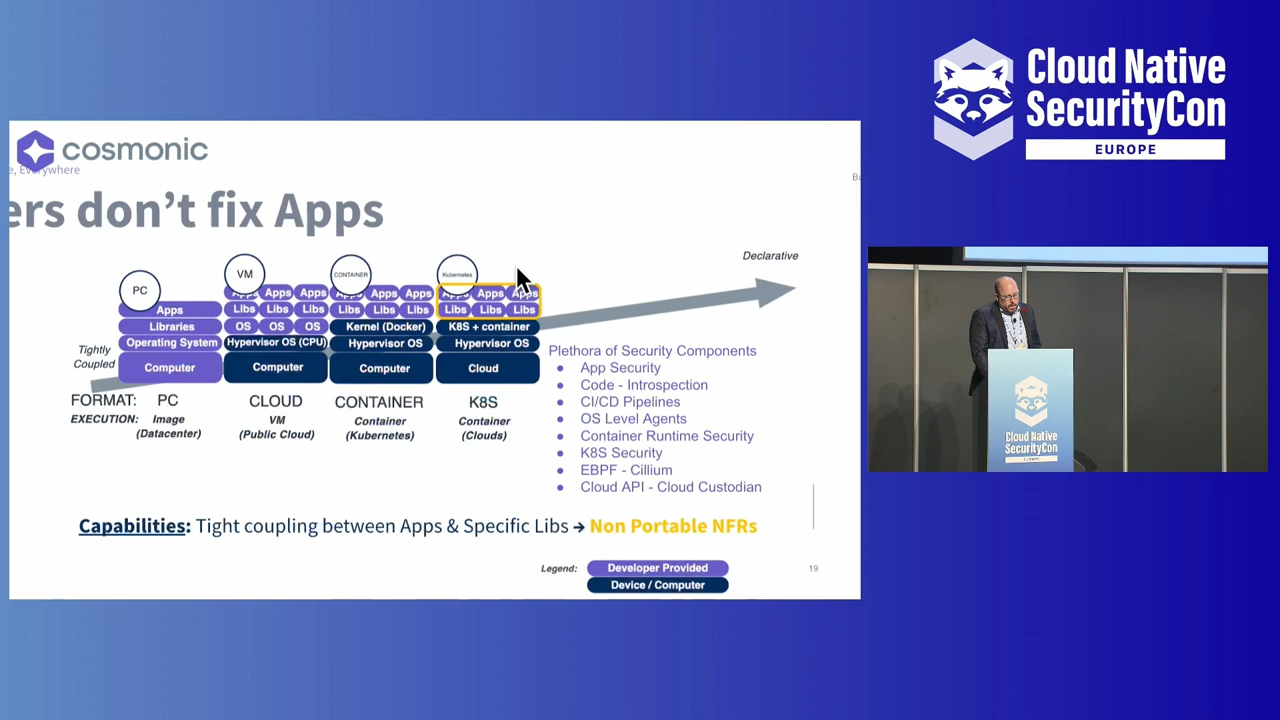 Cloud Native
SecurityCon
EUROPE
cosmonic
e, Everywhere
Bu
ers don't fix Apps
PC
VM
CONTAINER
Kubernetes
Declarative
Apps
Apps Apps Apps
Apps Apps Apps
Apps Apps Apps
Libraries
Libs Libs Libs
Libs Libs Libs
Libs Libs Libs
Operating System
OS OS OS
Kernel (Docker)
K8S + container
Hypervisor OS (CPU)
Hypervisor OS
Hypervisor OS
Tightly
Coupled
Computer
Computer
Computer
Cloud
FORMAT: PC CLOUD CONTAINER K8S
EXECUTION: Image
(Datacenter)
VM
(Public Cloud)
Container
(Kubernetes)
Container
(Clouds)
Plethora of Security Components
● App Security
● Code - Introspection
● CI/CD Pipelines
● OS Level Agents
● Container Runtime Security
● K8S Security
● EBPF - Cillium
● Cloud API - Cloud Custodian
Capabilities: Tight coupling between Apps & Specific Libs → Non Portable NFRs
Legend: Developer Provided
Device / Computer
19
Cloud Native
SecurityCon